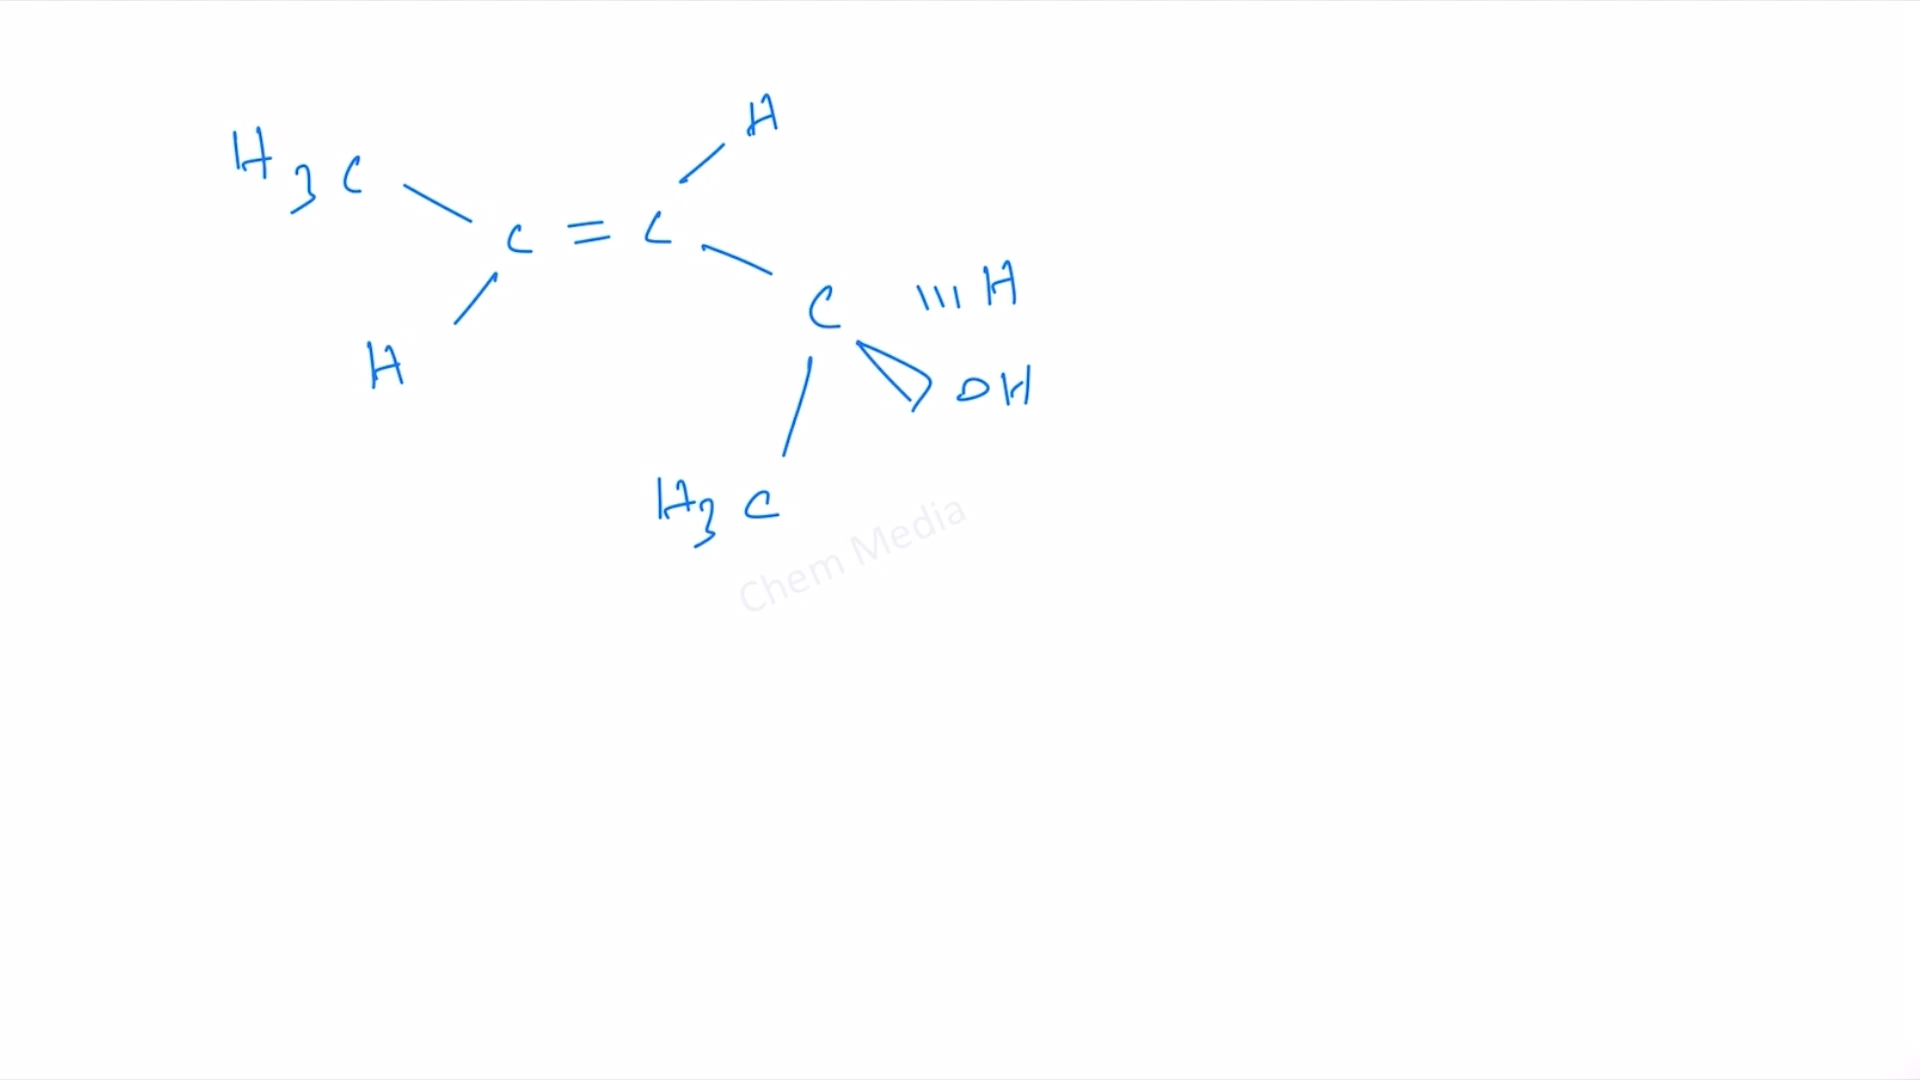 H
H3C
C = C
H
C ''' H
OH
H3C
Chem Media